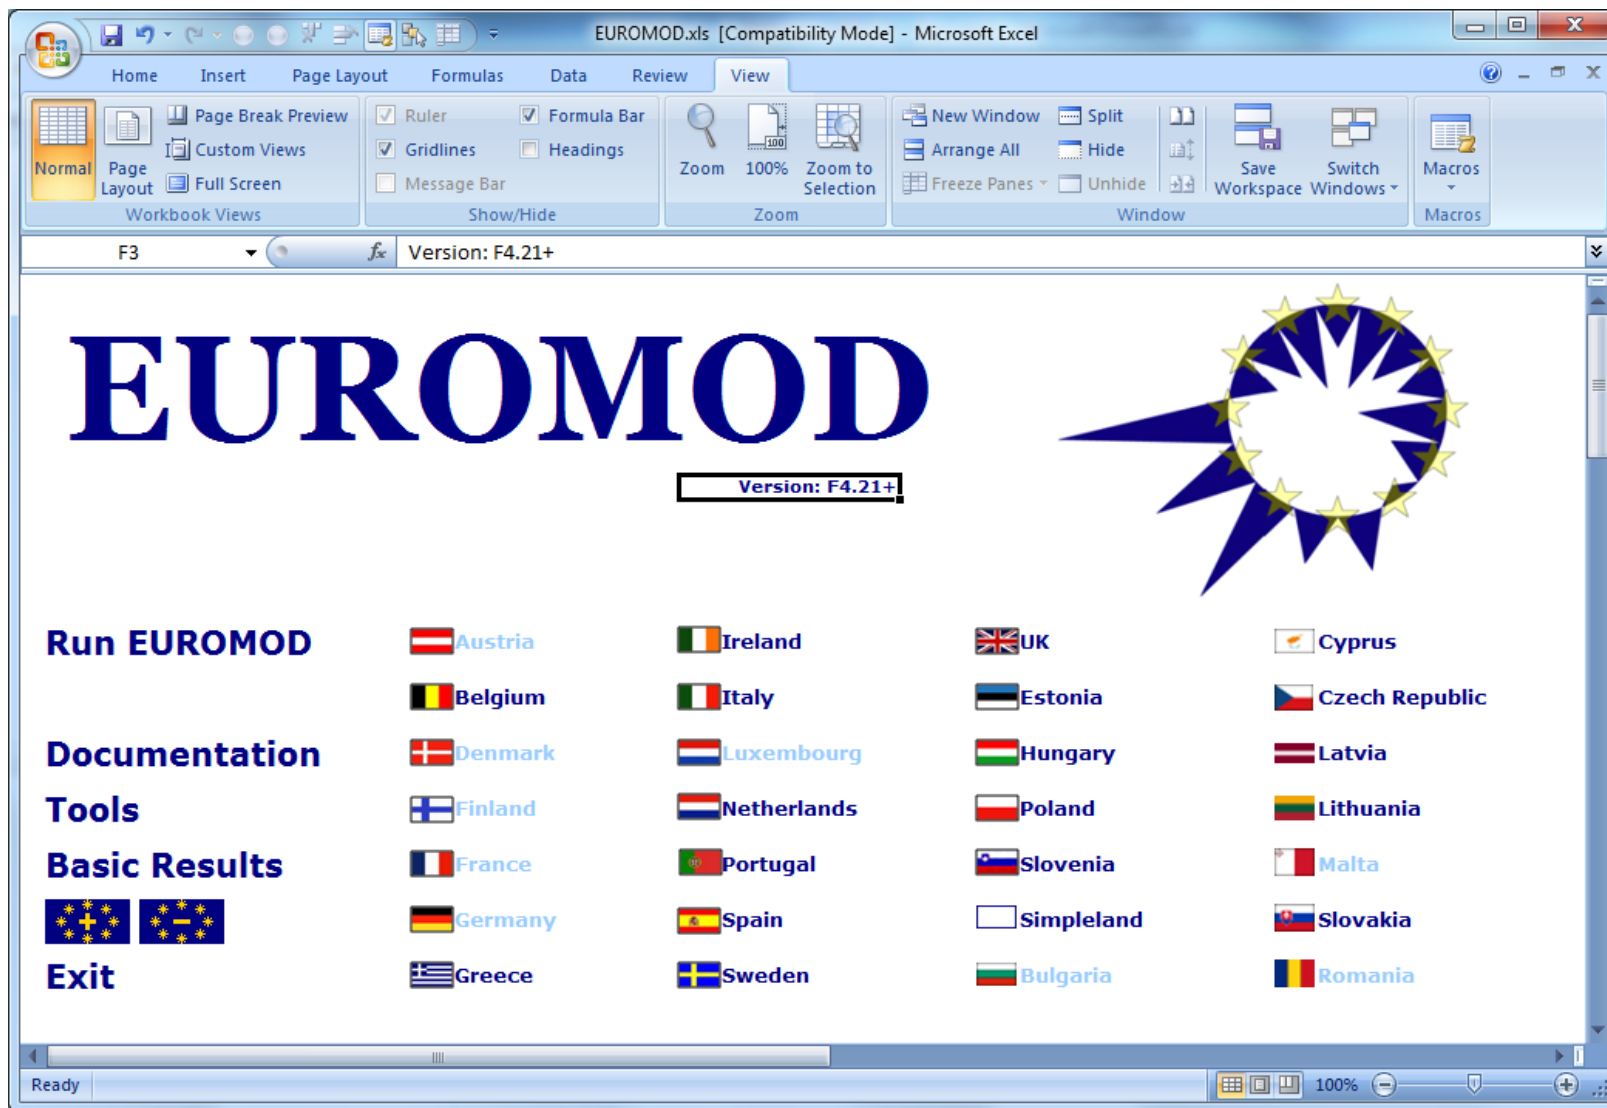 EUROMOD.xls [Compatibility Mode] - Microsoft Excel
Home Insert Page Layout Formulas Data Review View
Normal
Page Layout
Page Break Preview
Custom Views
Full Screen
Workbook Views
Ruler
Gridlines
Message Bar
Formula Bar
Headings
Show/Hide
Zoom
100%
Zoom to Selection
Zoom
New Window
Arrange All
Freeze Panes
Split
Hide
Unhide
Save Workspace
Switch Windows
Window
Macros
Macros
F3 fx Version: F4.21+
EUROMOD
Version: F4.21+
Run EUROMOD Austria Ireland UK Cyprus
Belgium Italy Estonia Czech Republic
Documentation Denmark Luxembourg Hungary Latvia
Tools Finland Netherlands Poland Lithuania
Basic Results France Portugal Slovenia Malta
Germany Spain Simpleland Slovakia
Exit Greece Sweden Bulgaria Romania
Ready 100%